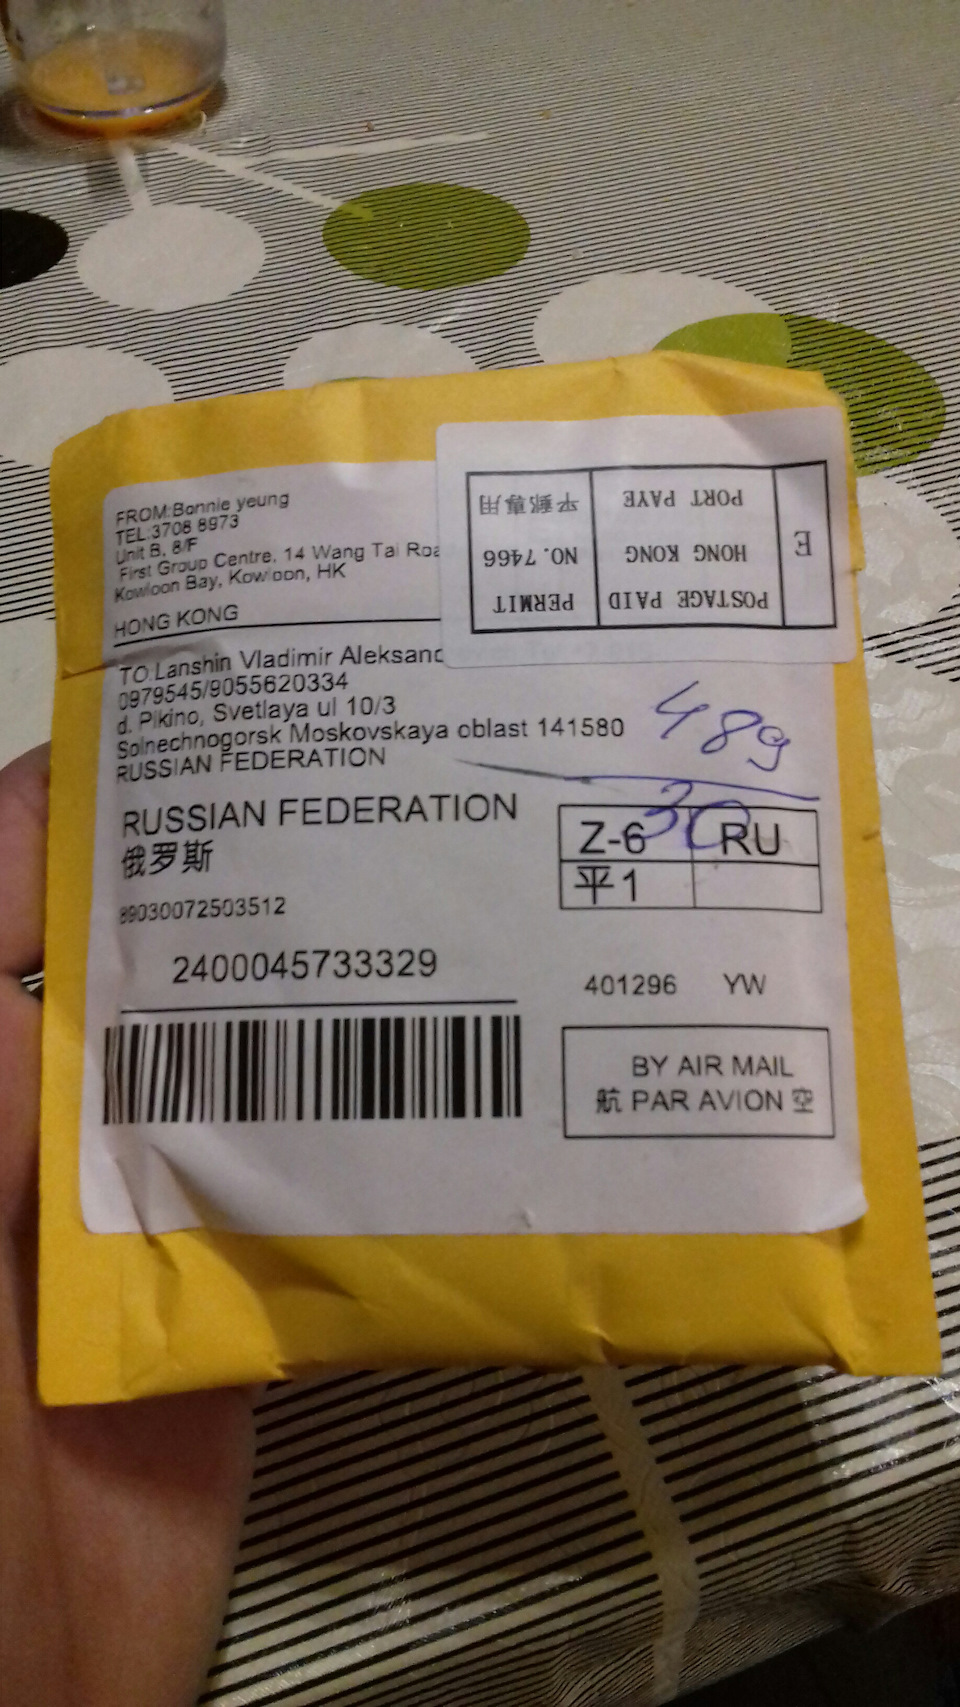 FROM:Bonnie yeung
TEL:3708 8973
Unit B, 8/F
First Group Centre, 14 Wang Tai Roa
Kowloon Bay, Kowloon, HK
HONG KONG
E
POSTAGE PAID
HONG KONG
PORT PAYE
PERMIT
NO. 7466
平郵專用
TO:Lanshin Vladimir Aleksand
0979545/9055620334
d. Pikino, Svetlaya ul 10/3
Solnechnogorsk Moskovskaya oblast 141580
RUSSIAN FEDERATION
489
30
RUSSIAN FEDERATION
俄罗斯
Z-6 RU
平1
89030072503512
2400045733329
401296 YW
BY AIR MAIL
航 PAR AVION 空